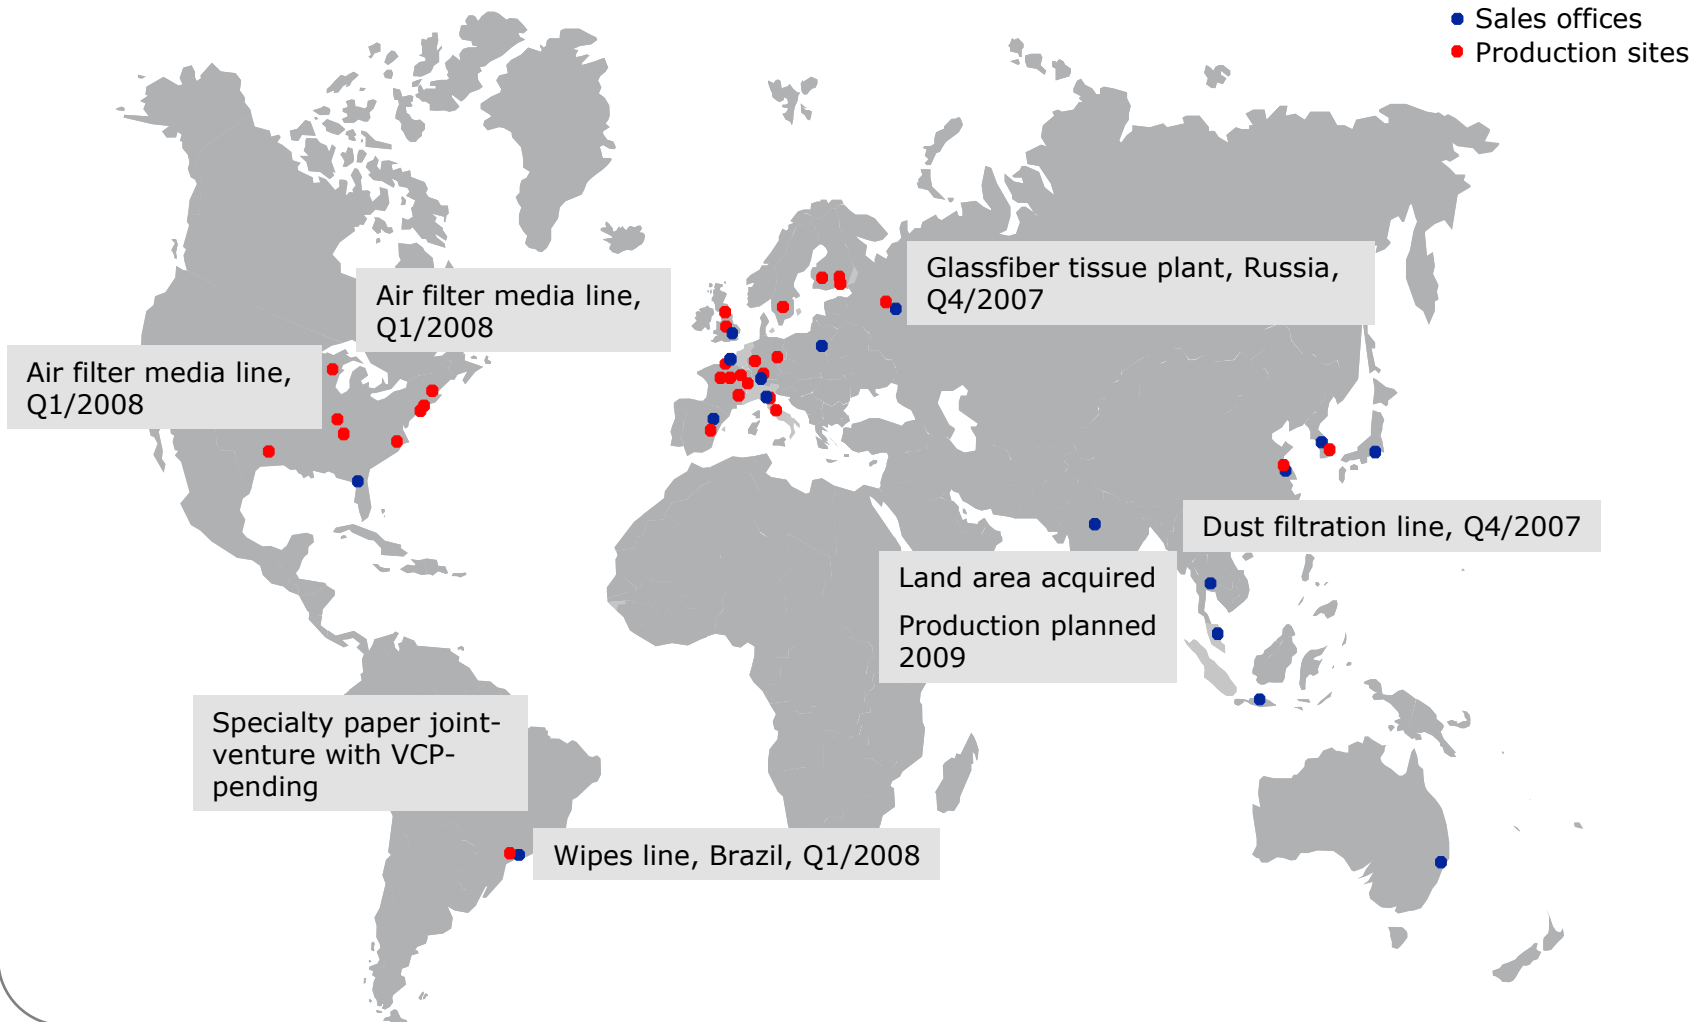 Sales offices
Production sites
Glassfiber tissue plant, Russia,
Q4/2007
Air filter media line,
Q1/2008
Air filter media line,
Q1/2008
Dust filtration line, Q4/2007
Land area acquired
Production planned
2009
Specialty paper joint-
venture with VCP-
pending
Wipes line, Brazil, Q1/2008